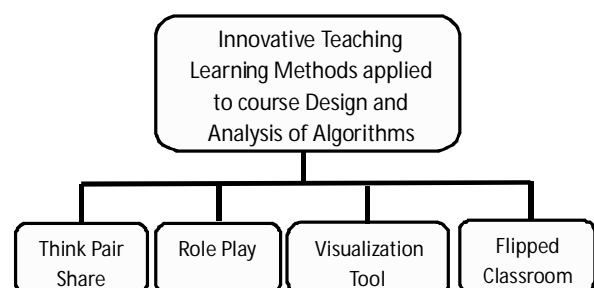 Innovative Teaching
Learning Methods applied
to course Design and
Analysis of Algorithms
Think Pair
Share
Role Play
Visualization
Tool
Flipped
Classroom